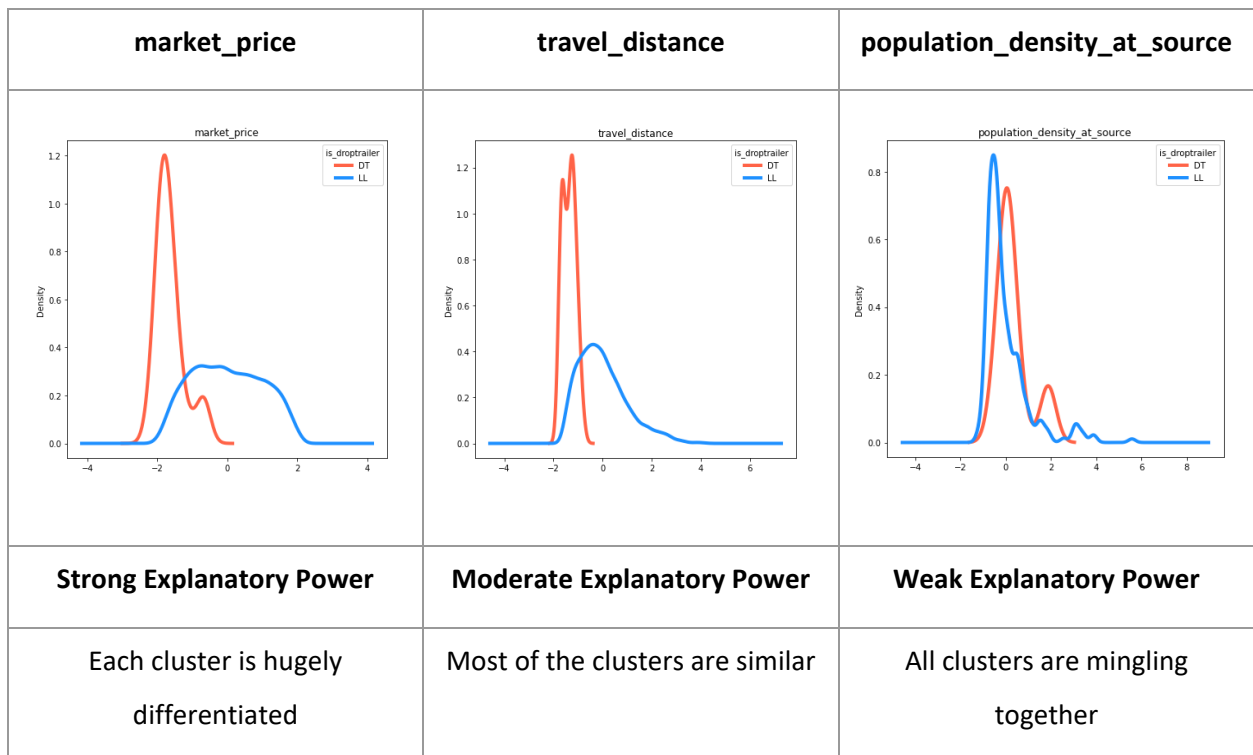 market_price
travel_distance
population_density_at_source
market_price
is_droptrailer
DT
LL
1.2
1.0
0.8
0.6
0.4
0.2
0.0
Density
−4
−2
0
2
4
travel_distance
is_droptrailer
DT
LL
1.2
1.0
0.8
0.6
0.4
0.2
0.0
Density
−4
−2
0
2
4
6
population_density_at_source
is_droptrailer
DT
LL
0.8
0.6
0.4
0.2
0.0
Density
−4
−2
0
2
4
6
8
Strong Explanatory Power
Moderate Explanatory Power
Weak Explanatory Power
Each cluster is hugely
differentiated
Most of the clusters are similar
All clusters are mingling
together